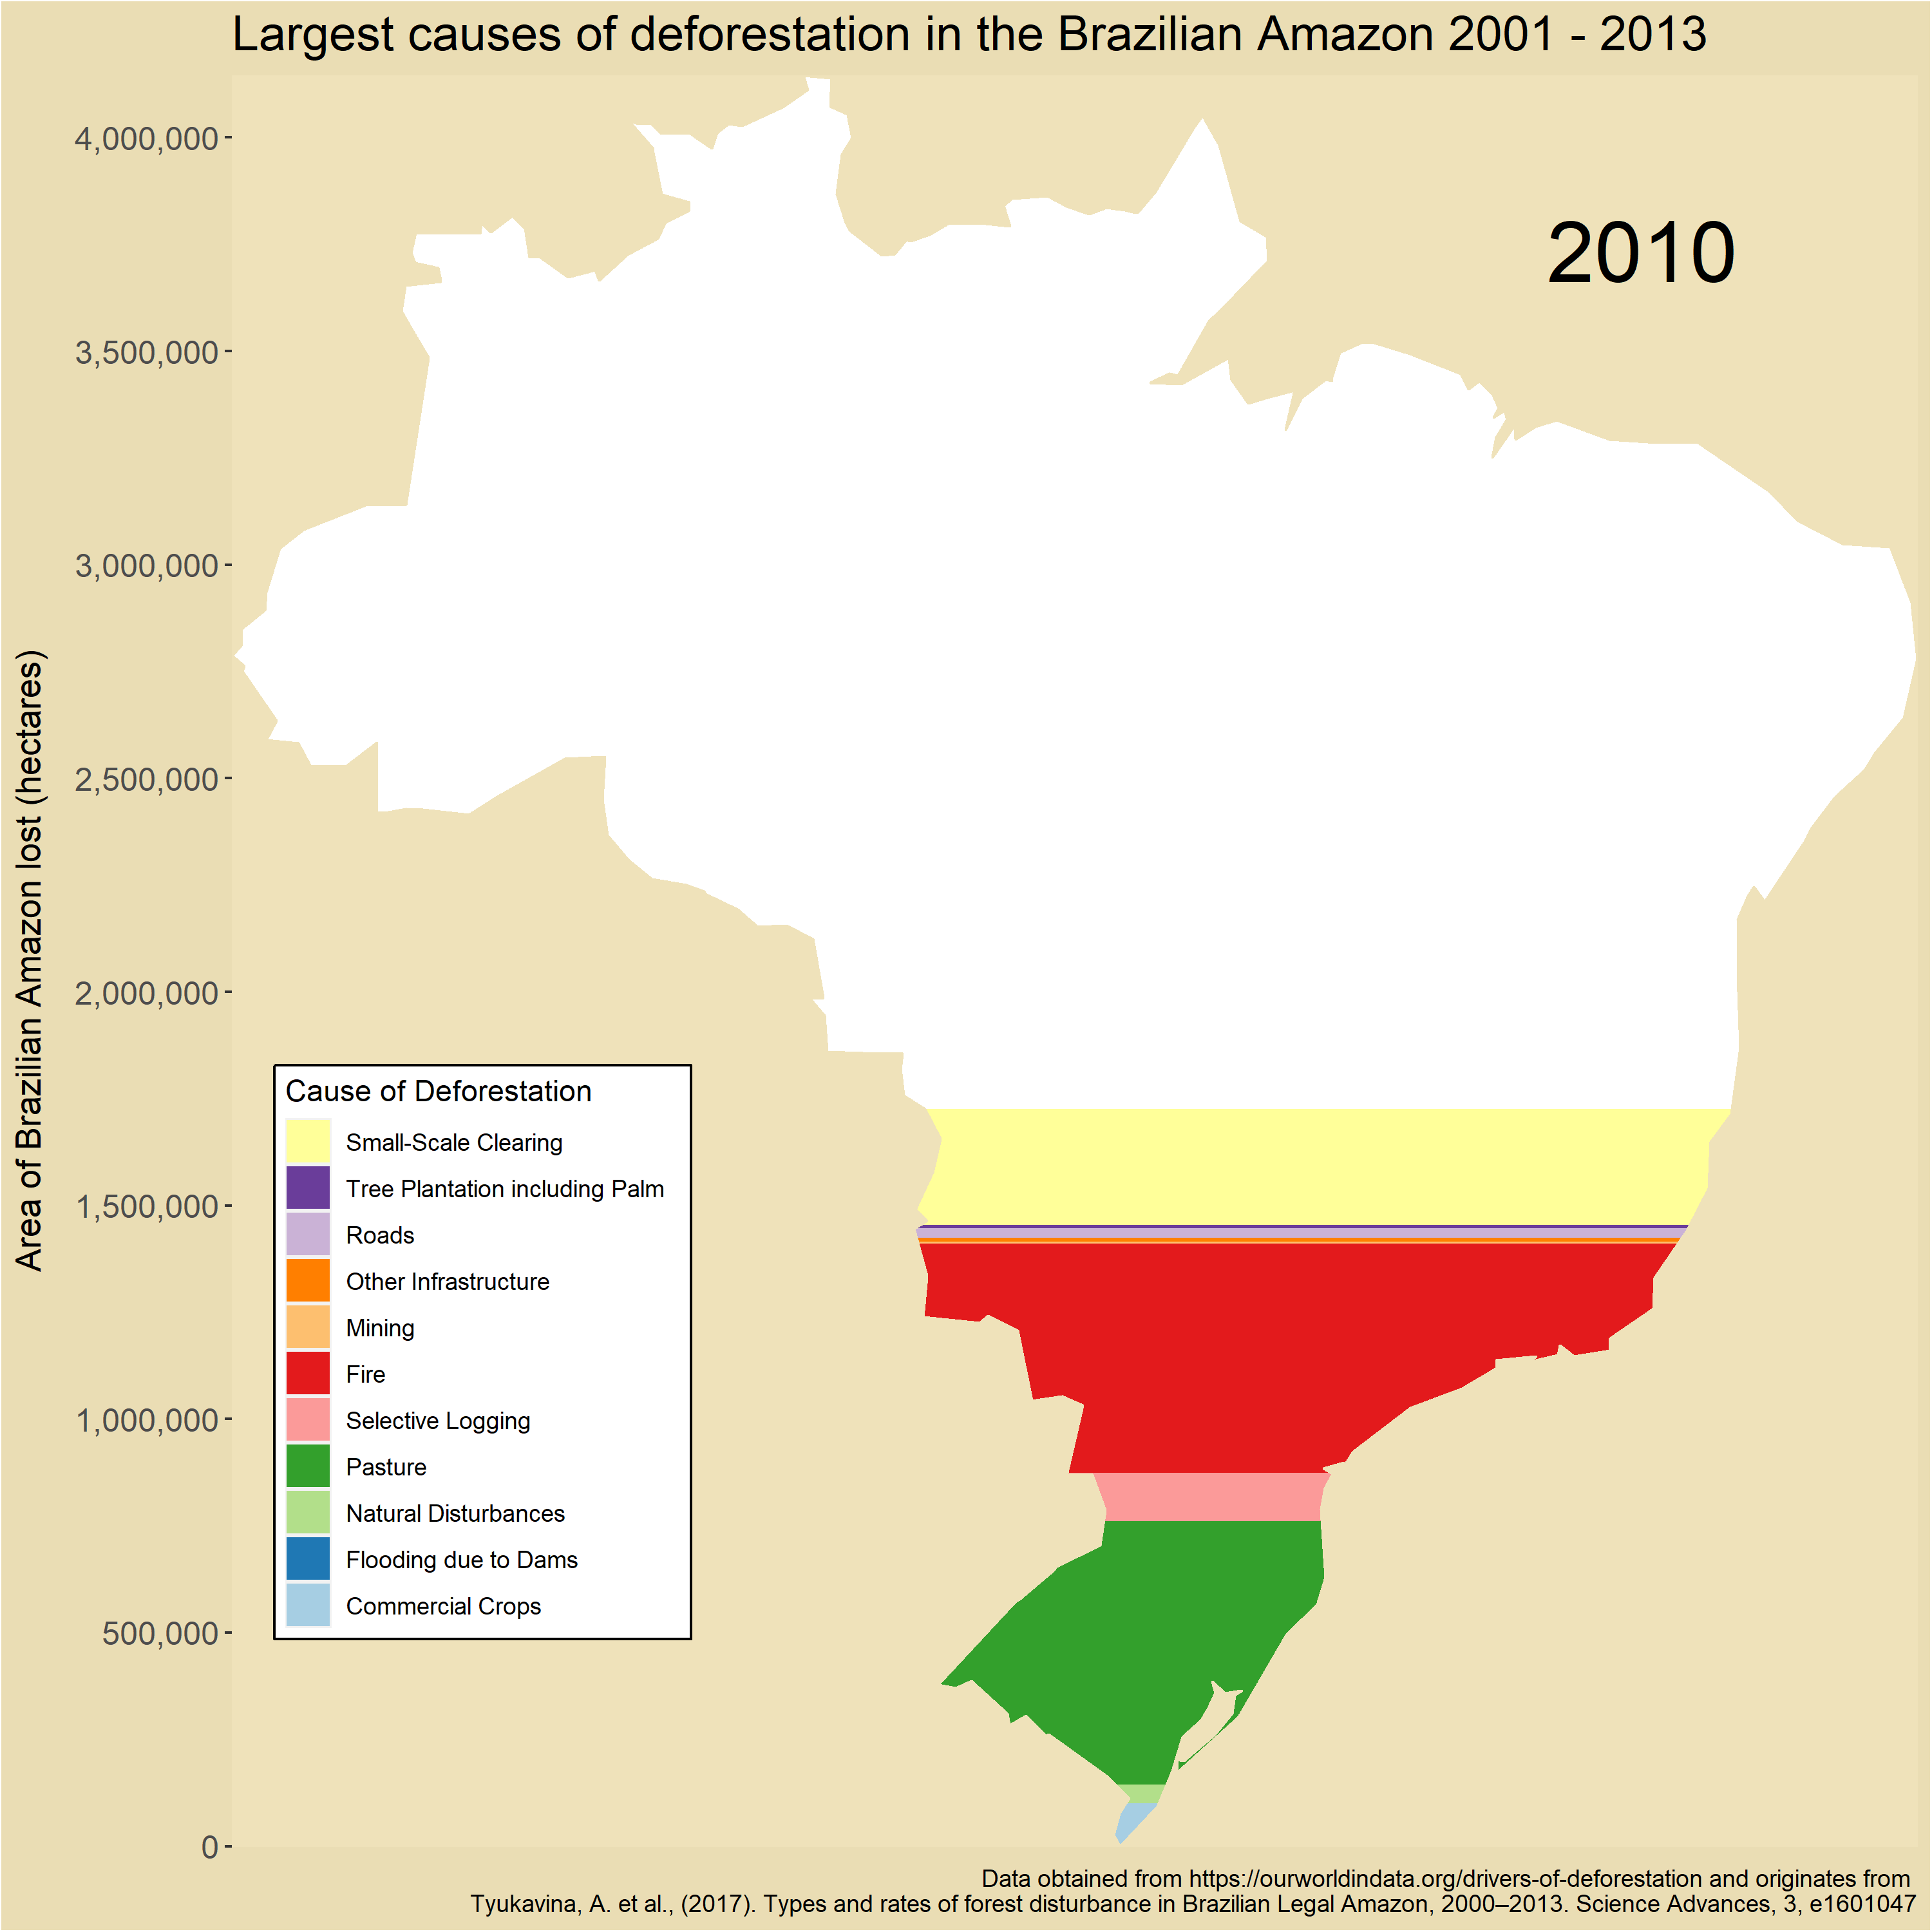 Largest causes of deforestation in the Brazilian Amazon 2001 - 2013
2010
Area of Brazilian Amazon lost (hectares)
4,000,000
3,500,000
3,000,000
2,500,000
2,000,000
1,500,000
1,000,000
500,000
0
Cause of Deforestation
Small-Scale Clearing
Tree Plantation including Palm
Roads
Other Infrastructure
Mining
Fire
Selective Logging
Pasture
Natural Disturbances
Flooding due to Dams
Commercial Crops
Data obtained from https://ourworldindata.org/drivers-of-deforestation and originates from
Tyukavina, A. et al., (2017). Types and rates of forest disturbance in Brazilian Legal Amazon, 2000–2013. Science Advances, 3, e1601047